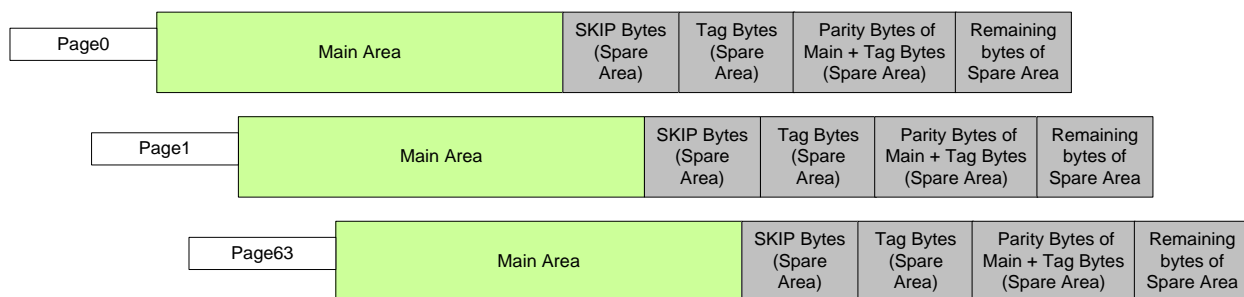 Page0
Main Area
SKIP Bytes
(Spare
Area)
Tag Bytes
(Spare
Area)
Parity Bytes of
Main + Tag Bytes
(Spare Area)
Remaining
bytes of
Spare Area
Page1
Main Area
SKIP Bytes
(Spare
Area)
Tag Bytes
(Spare
Area)
Parity Bytes of
Main + Tag Bytes
(Spare Area)
Remaining
bytes of
Spare Area
Page63
Main Area
SKIP Bytes
(Spare
Area)
Tag Bytes
(Spare
Area)
Parity Bytes of
Main + Tag Bytes
(Spare Area)
Remaining
bytes of
Spare Area